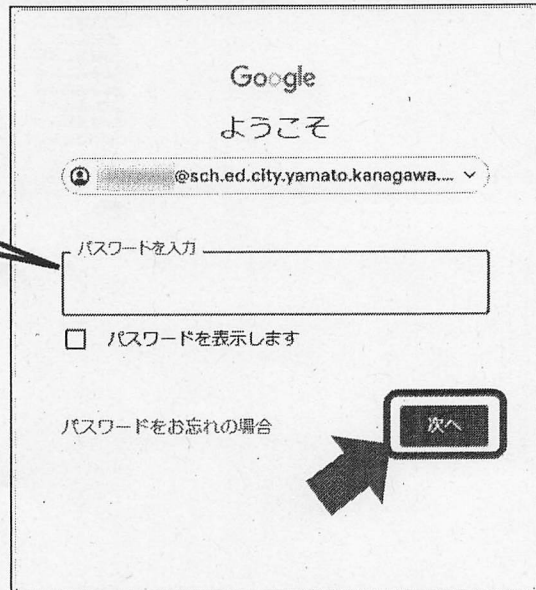 Google
ようこそ
@sch.ed.city.yamato.kanagawa....
パスワードを入力
パスワードを表示します
パスワードをお忘れの場合
次へ